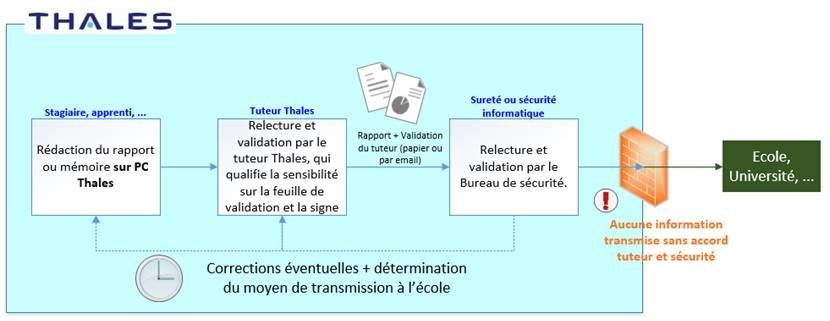 THALES
Stagiaire, apprenti, ...
Rédaction du rapport
ou mémoire sur PC
Thales
Tuteur Thales
Relecture et
validation par le
tuteur Thales, qui
qualifie la sensibilité
sur la feuille de
validation et la signe
Rapport + Validation
du tuteur (papier ou
par email)
Sureté ou sécurité
informatique
Relecture et
validation par le
Bureau de sécurité.
Ecole,
Université, ...
Aucune information
transmise sans accord
tuteur et sécurité
Corrections éventuelles + détermination
du moyen de transmission à l'école